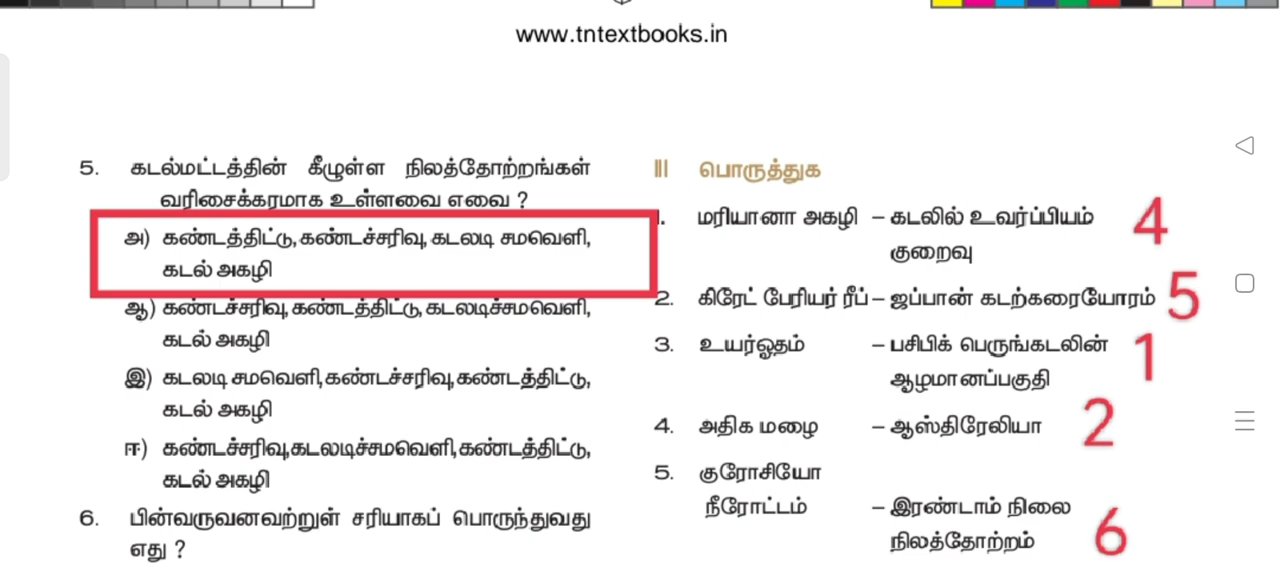 www.tntextbooks.in
5. கடல்மட்டத்தின் கீழுள்ள நிலத்தோற்றங்கள்
வரிசைக்கரமாக உள்ளவை எவை ?
அ) கண்டத்திட்டு, கண்டச்சரிவு, கடலடி சமவெளி,
கடல் அகழி
ஆ) கண்டச்சரிவு, கண்டத்திட்டு, கடலடிச்சமவெளி,
கடல் அகழி
இ) கடலடி சமவெளி, கண்டச்சரிவு, கண்டத்திட்டு,
கடல் அகழி
ஈ) கண்டச்சரிவு, கடலடிச்சமவெளி, கண்டத்திட்டு,
கடல் அகழி
6. பின்வருவனவற்றுள் சரியாகப் பொருந்துவது
எது ?
III பொருத்துக
1. மரியானா அகழி – கடலில் உவர்ப்பியம் 4
குறைவு
2. கிரேட் பேரியர் ரீப் – ஜப்பான் கடற்கரையோரம் 5
3. உயர்ஓதம் – பசிபிக் பெருங்கடலின் 1
ஆழமானப்பகுதி
4. அதிக மழை – ஆஸ்திரேலியா 2
5. குரோசியோ
நீரோட்டம் – இரண்டாம் நிலை
நிலத்தோற்றம் 6